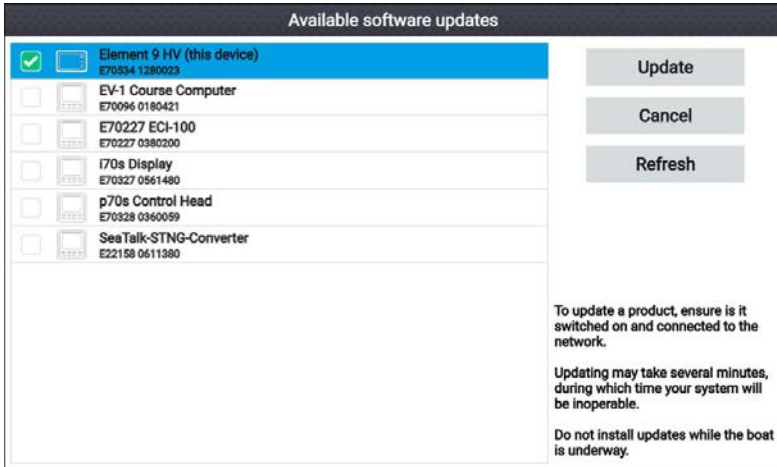 Available software updates
Element 9 HV (this device)
E70534 1280023
EV-1 Course Computer
E70096 0180421
E70227 ECI-100
E70227 0380200
i70s Display
E70327 0561480
p70s Control Head
E70328 0360059
SeaTalk-STNG-Converter
E22158 0611380
Update
Cancel
Refresh
To update a product, ensure is it
switched on and connected to the
network.
Updating may take several minutes,
during which time your system will
be inoperable.
Do not install updates while the boat
is underway.